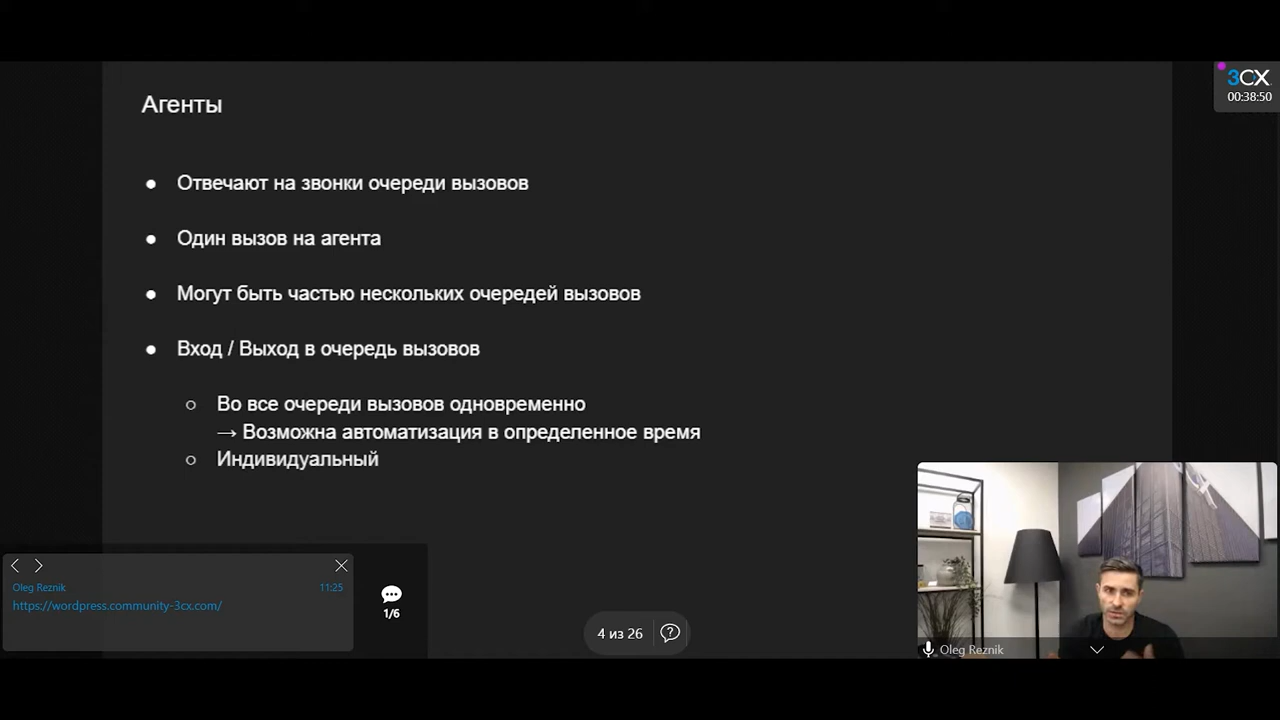 Агенты
3CX
00:38:50
● Отвечают на звонки очереди вызовов
● Один вызов на агента
● Могут быть частью нескольких очередей вызовов
● Вход / Выход в очередь вызовов
○ Во все очереди вызовов одновременно
→ Возможна автоматизация в определенное время
○ Индивидуальный
Oleg Reznik 11:25
https://wordpress.community-3cx.com/
1/6
4 из 26
Oleg Reznik